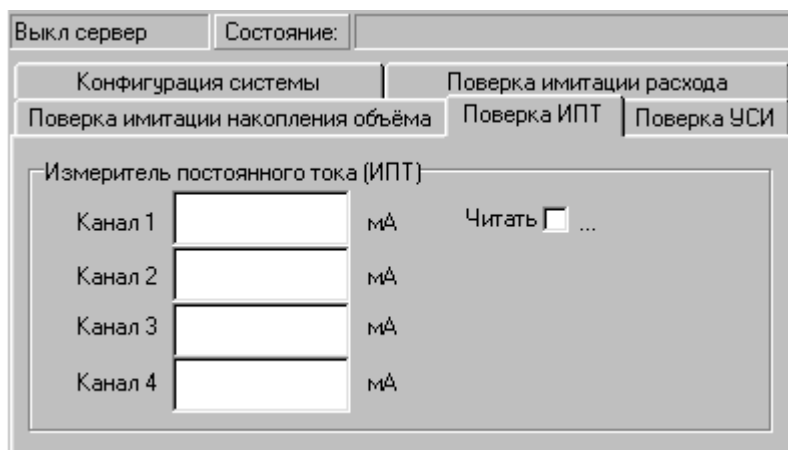 Выкл сервер Состояние:
Конфигурация системы Поверка имитации расхода
Поверка имитации накопления объёма Поверка ИПТ Поверка УСИ
Измеритель постоянного тока (ИПТ)
Канал 1 мА Читать ...
Канал 2 мА
Канал 3 мА
Канал 4 мА